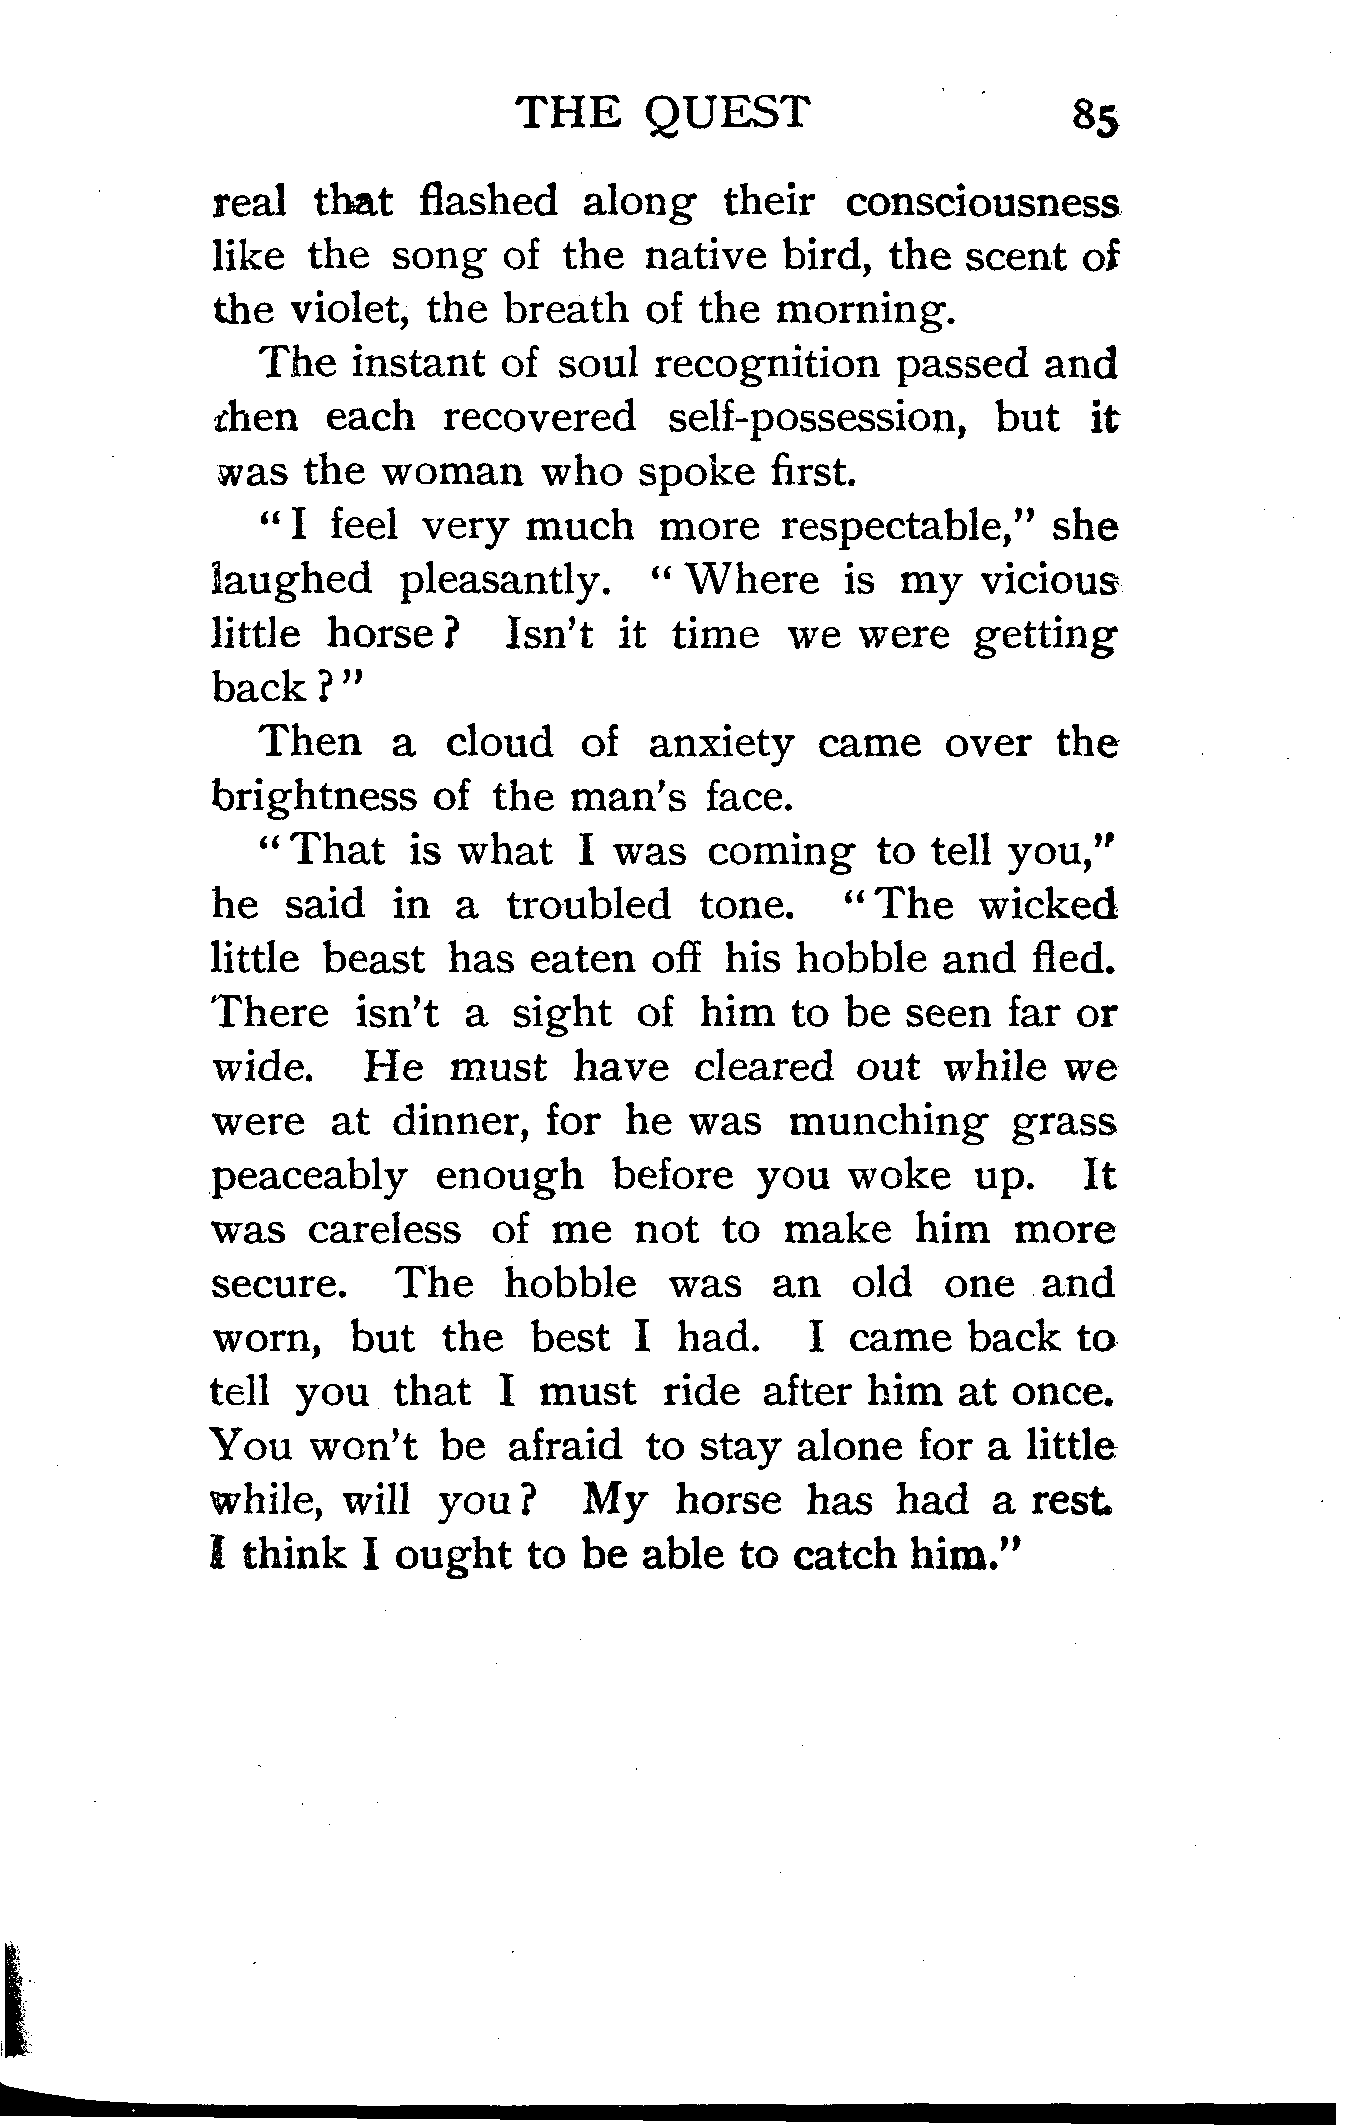 THE QUEST 85
real that flashed along their consciousness
like the song of the native bird, the scent of
the violet, the breath of the morning.
The instant of soul recognition passed and
then each recovered self-possession, but it
was the woman who spoke first.
“ I feel very much more respectable,” she
laughed pleasantly. “ Where is my vicious
little horse ? Isn’t it time we were getting
back ? ”
Then a cloud of anxiety came over the
brightness of the man’s face.
“ That is what I was coming to tell you,”
he said in a troubled tone. “ The wicked
little beast has eaten off his hobble and fled.
There isn’t a sight of him to be seen far or
wide. He must have cleared out while we
were at dinner, for he was munching grass
peaceably enough before you woke up. It
was careless of me not to make him more
secure. The hobble was an old one and
worn, but the best I had. I came back to
tell you that I must ride after him at once.
You won’t be afraid to stay alone for a little
while, will you ? My horse has had a rest.
I think I ought to be able to catch him.”